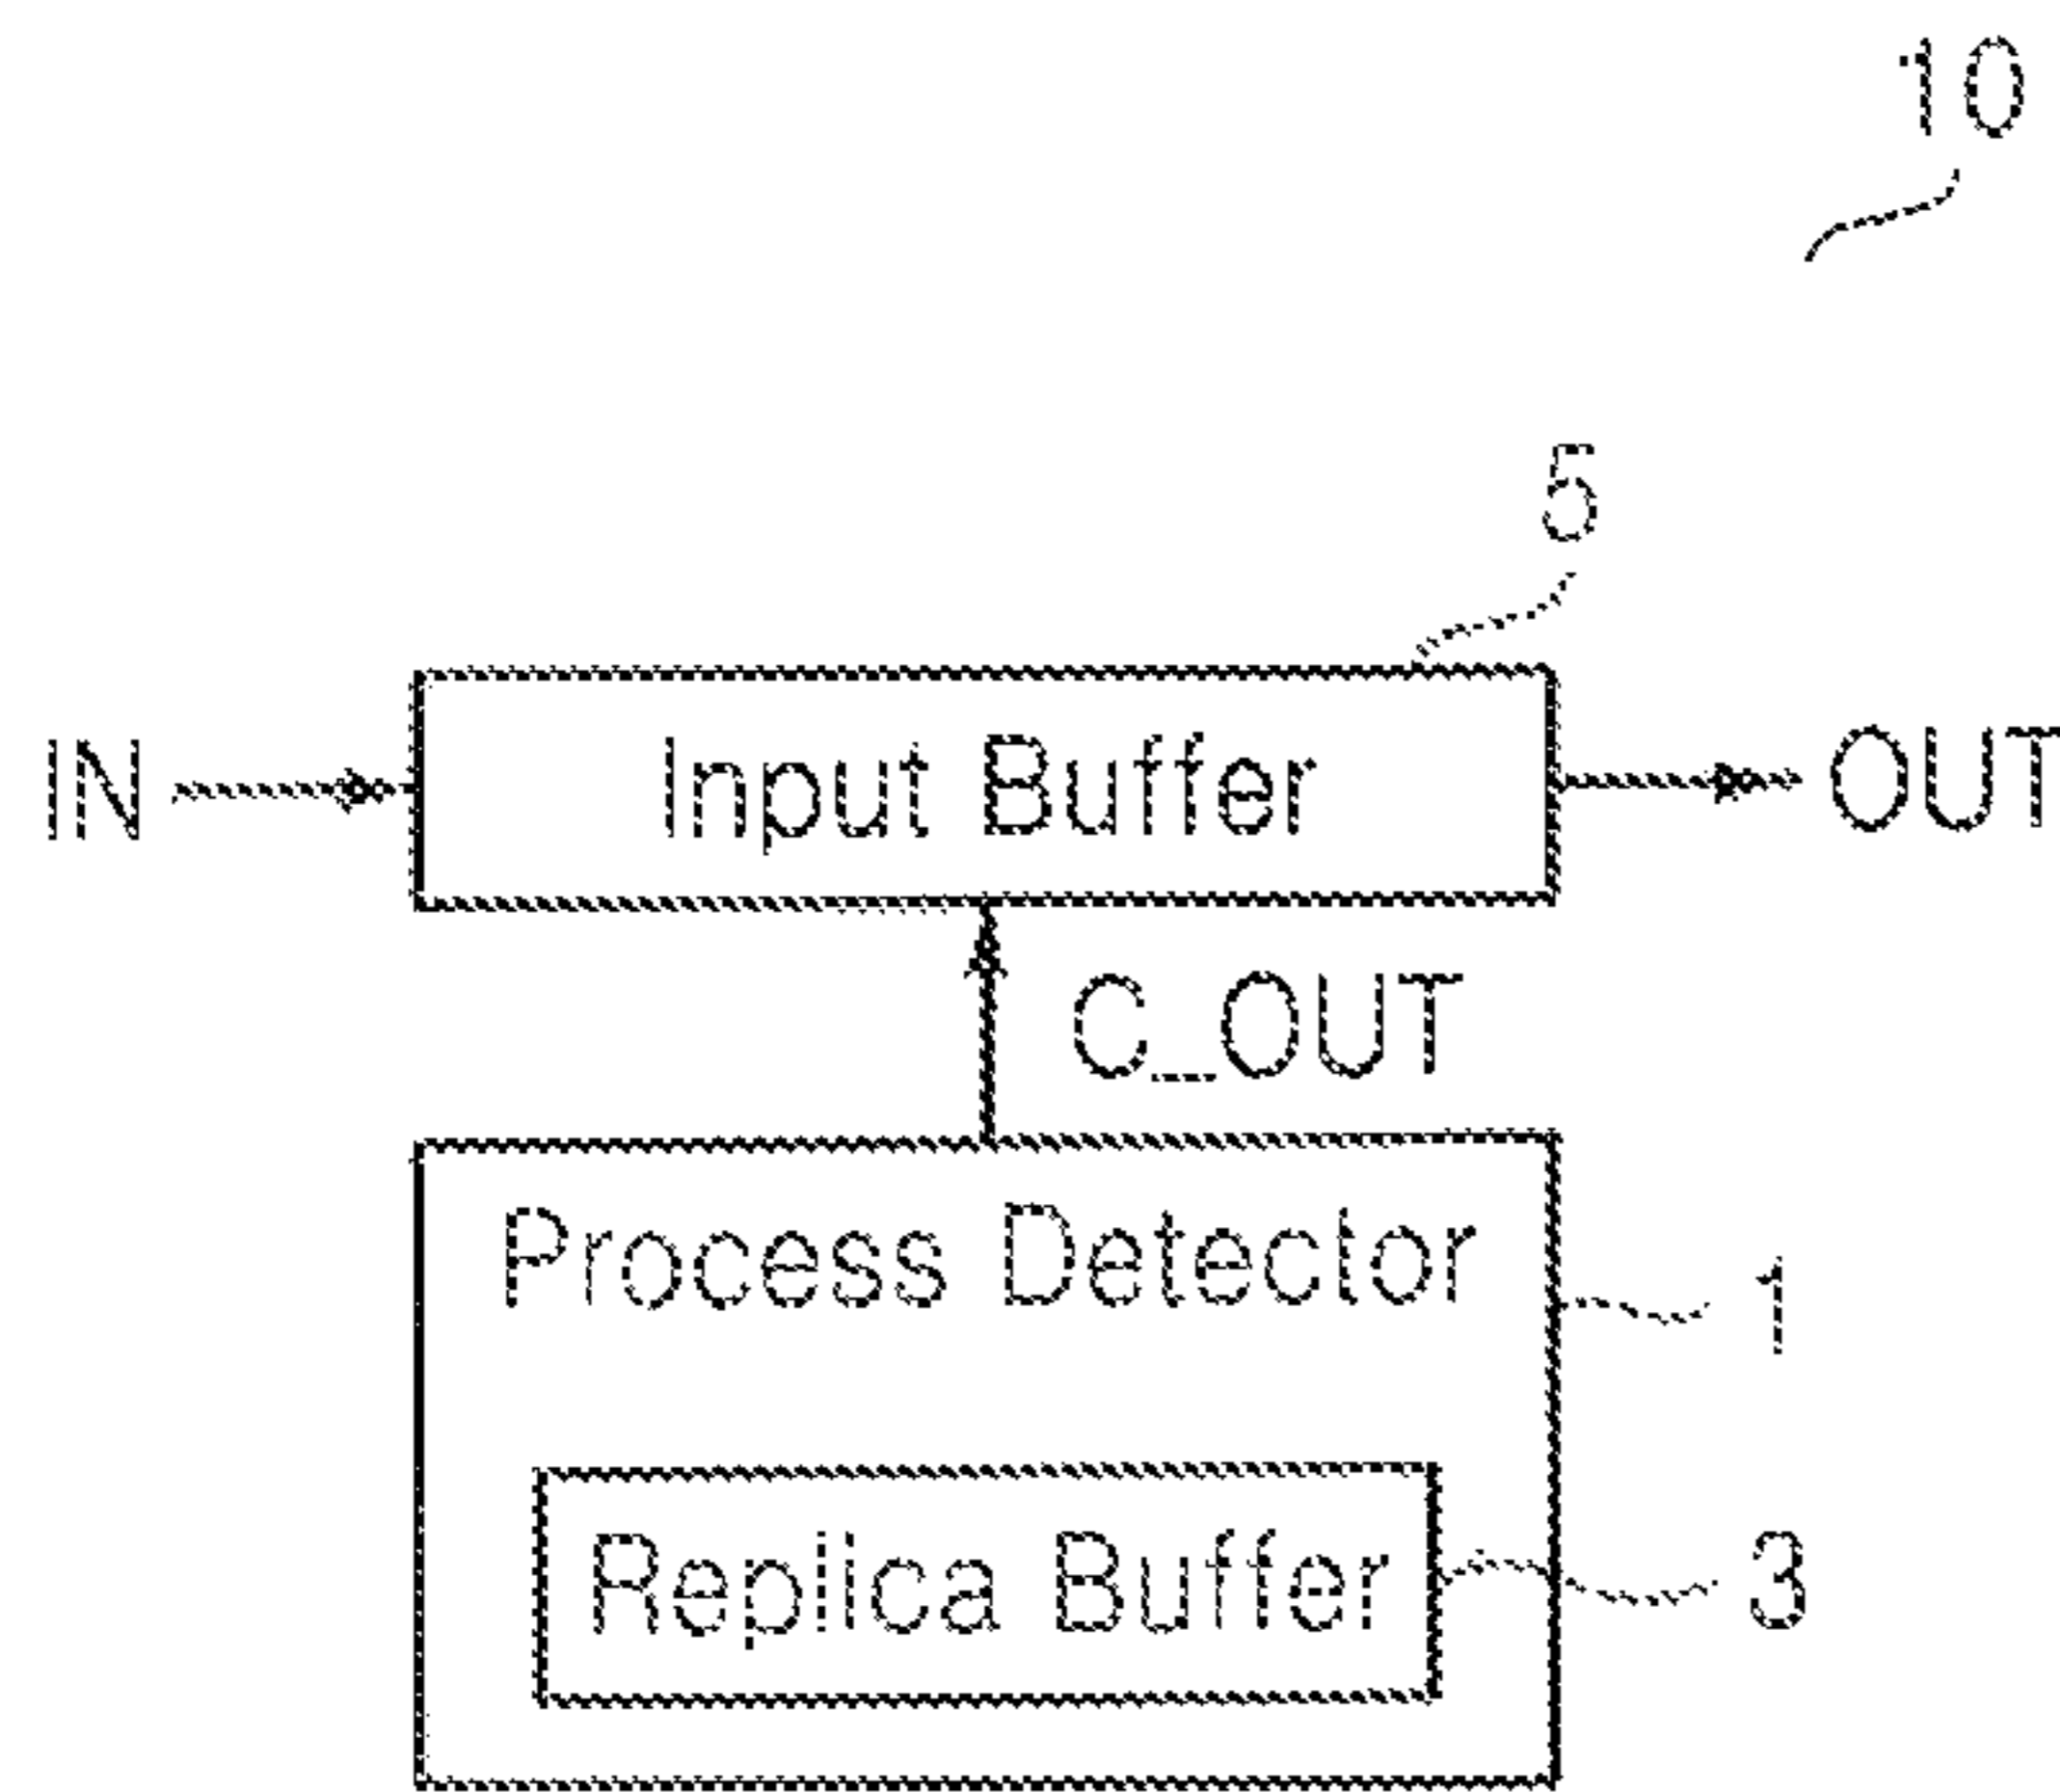 10
5
IN
Input Buffer
OUT
C_OUT
Process Detector
1
Replica Buffer
3